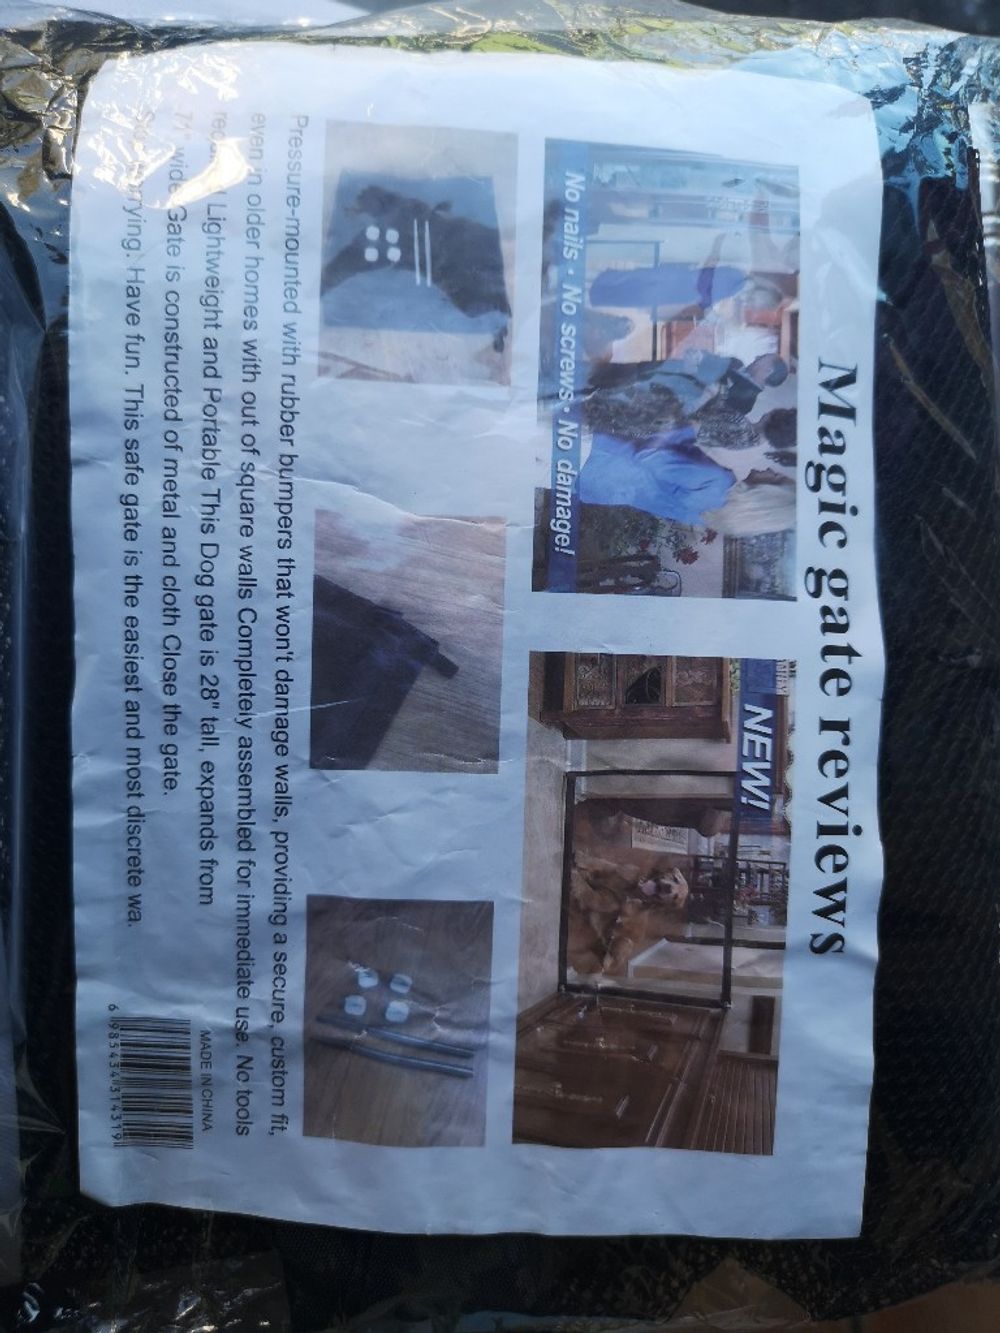 Magic gate reviews
No nails • No screws • No damage!
NEW!
Pressure-mounted with rubber bumpers that won't damage walls, providing a secure, custom fit,
even in older homes with out of square walls Completely assembled for immediate use. No tools
Lightweight and Portable This Dog gate is 28" tall, expands from
71" wide Gate is constructed of metal and cloth Close the gate.
Have fun. This safe gate is the easiest and most discrete wa.
MADE IN CHINA
6985434314319